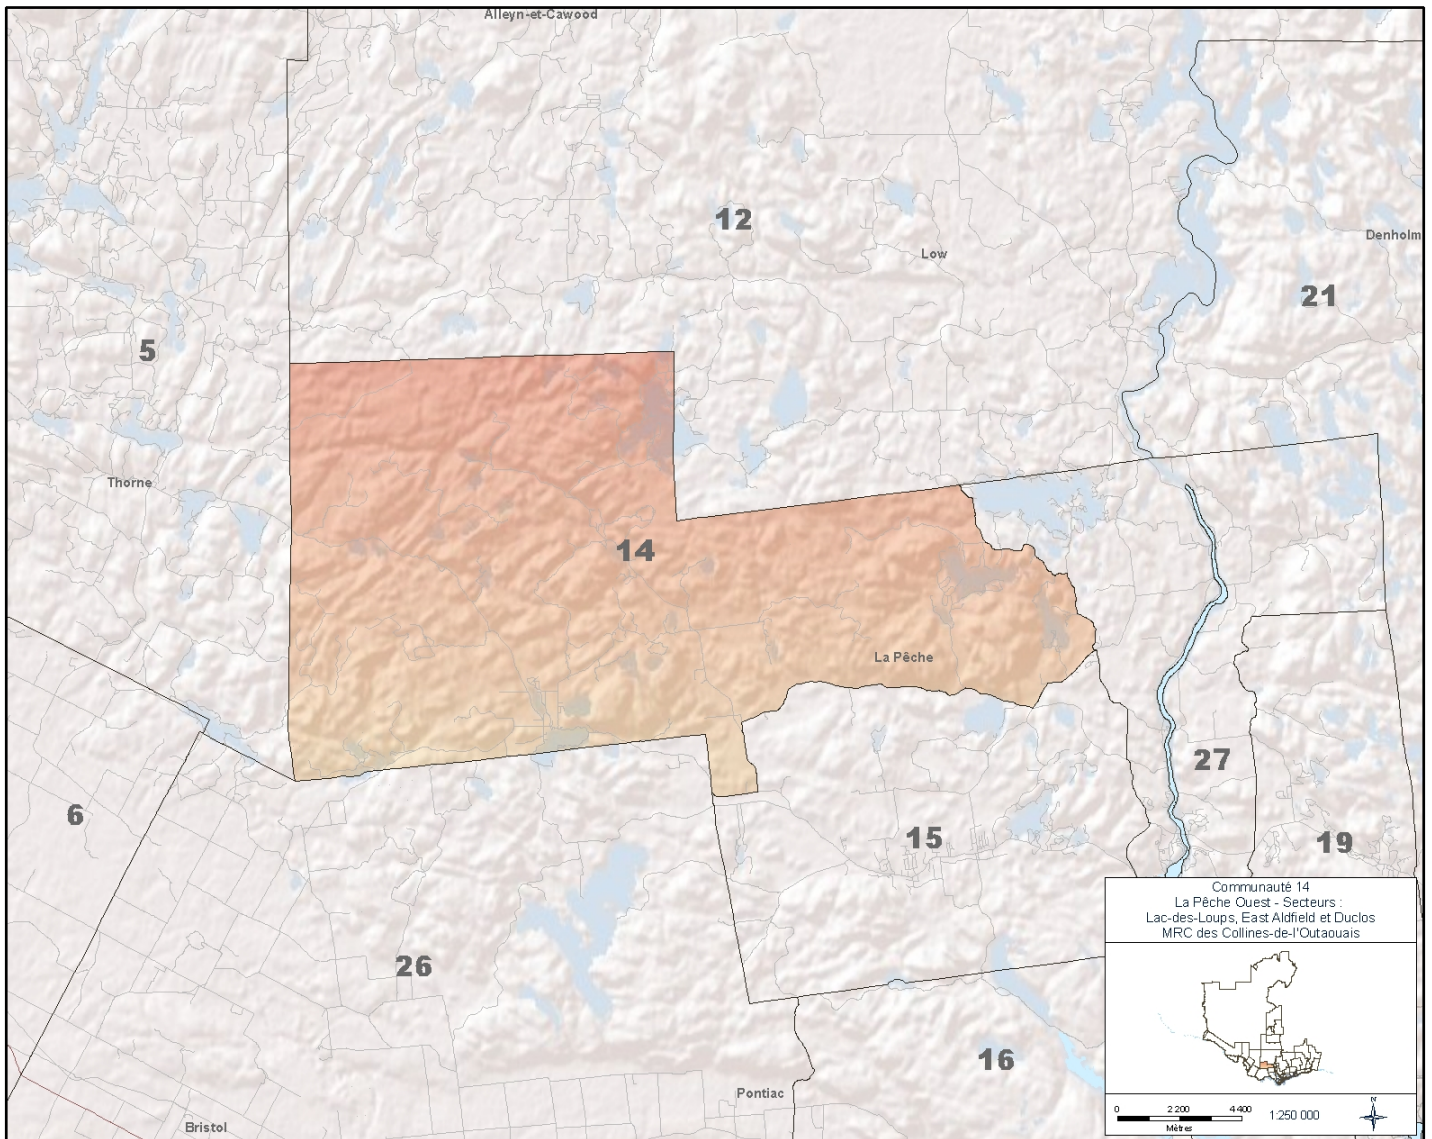 Alleyn-et-Cawood
12
Low
Denholm
21
5
Thorne
14
La Pêche
27
6
15
19
26
16
Pontiac
Bristol
Communauté 14
La Pêche Ouest - Secteurs :
Lac-des-Loups, East Aldfield et Duclos
MRC des Collines-de-l'Outaouais
0 2 200 4 400
Mètres
1:250 000
N